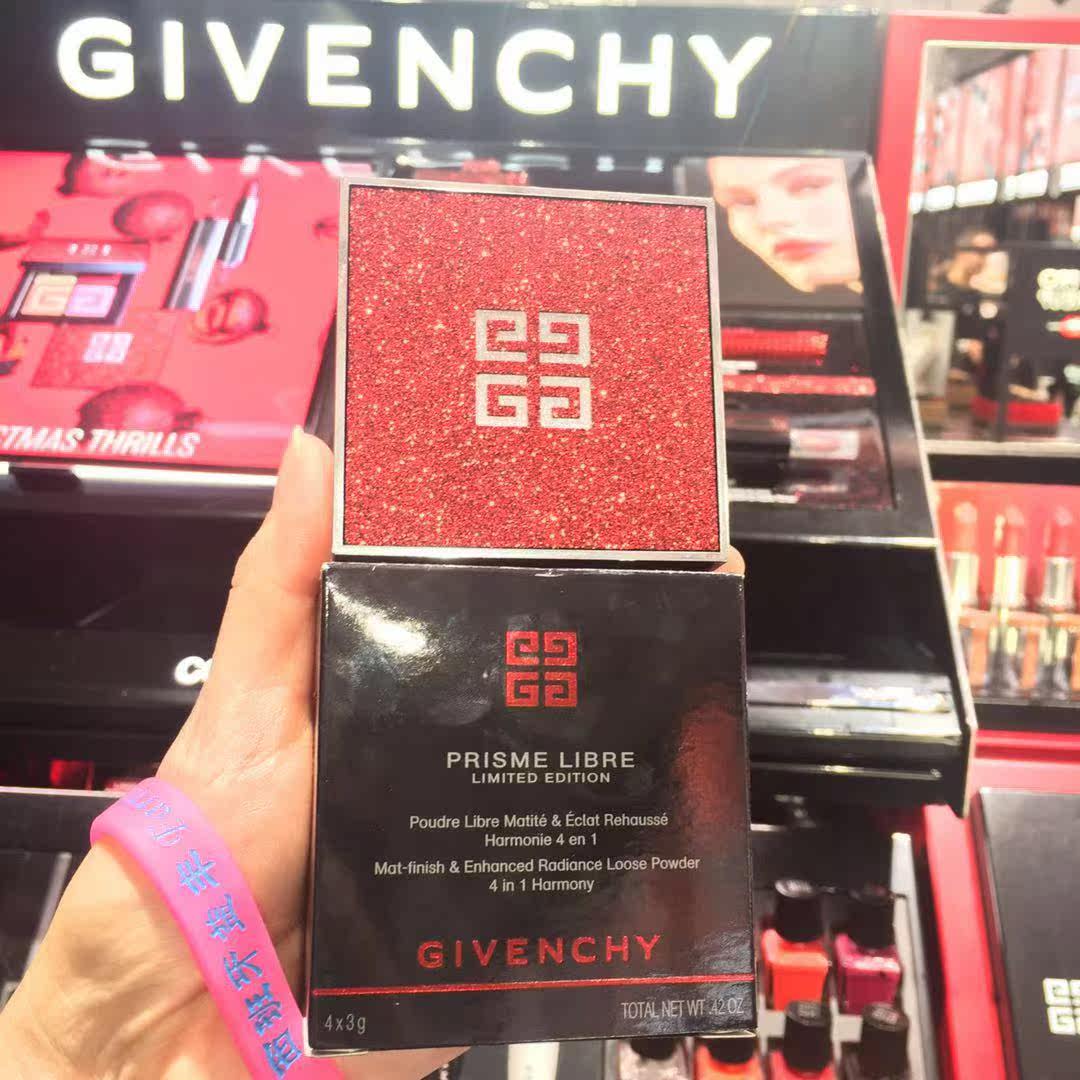 GIVENCHY
TMAS THRILLS
PRISME LIBRE
LIMITED EDITION
Poudre Libre Matité & Éclat Rehaussé
Harmonie 4 en 1
Mat-finish & Enhanced Radiance Loose Powder
4 in 1 Harmony
GIVENCHY
4x3g
TOTAL NET WT .42 OZ